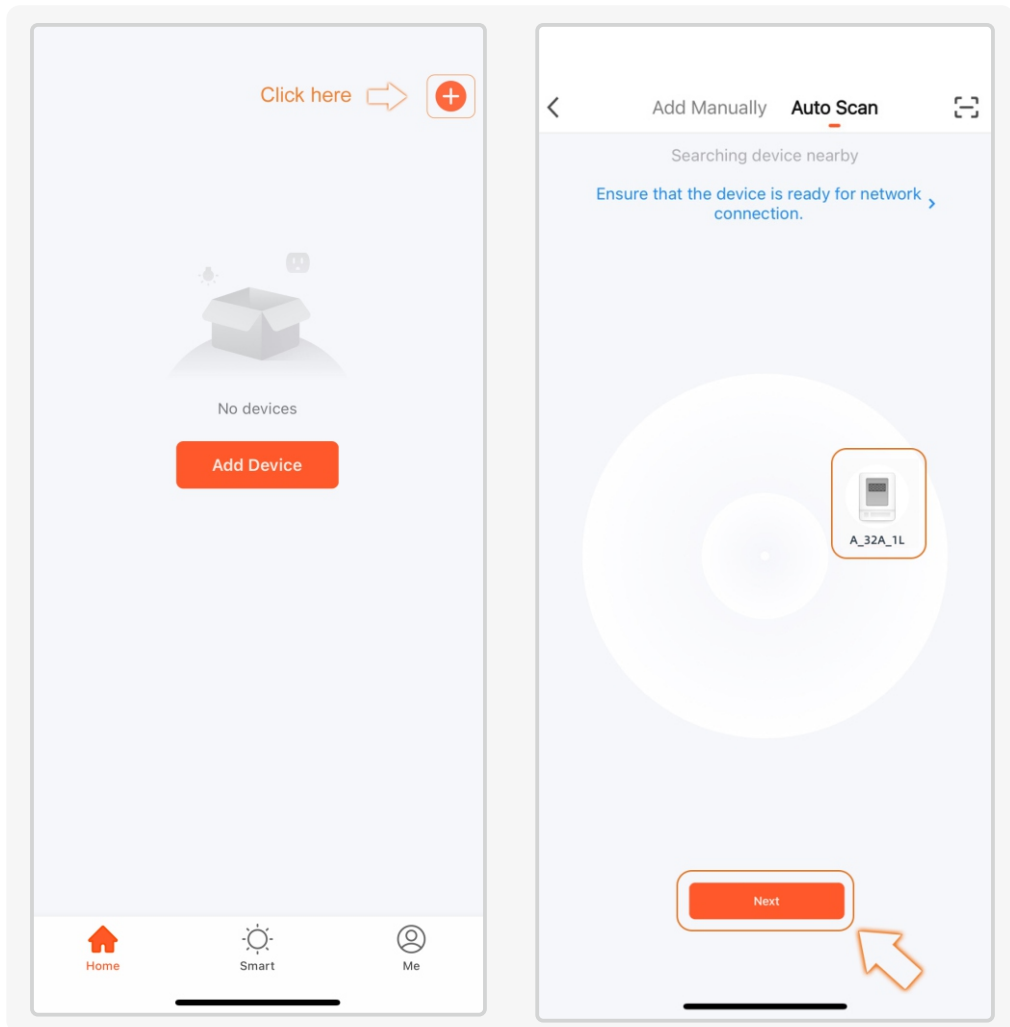 Click here
No devices
Add Device
Home
Smart
Me
Add Manually
Auto Scan
Searching device nearby
Ensure that the device is ready for network
connection.
A_32A_1L
Next